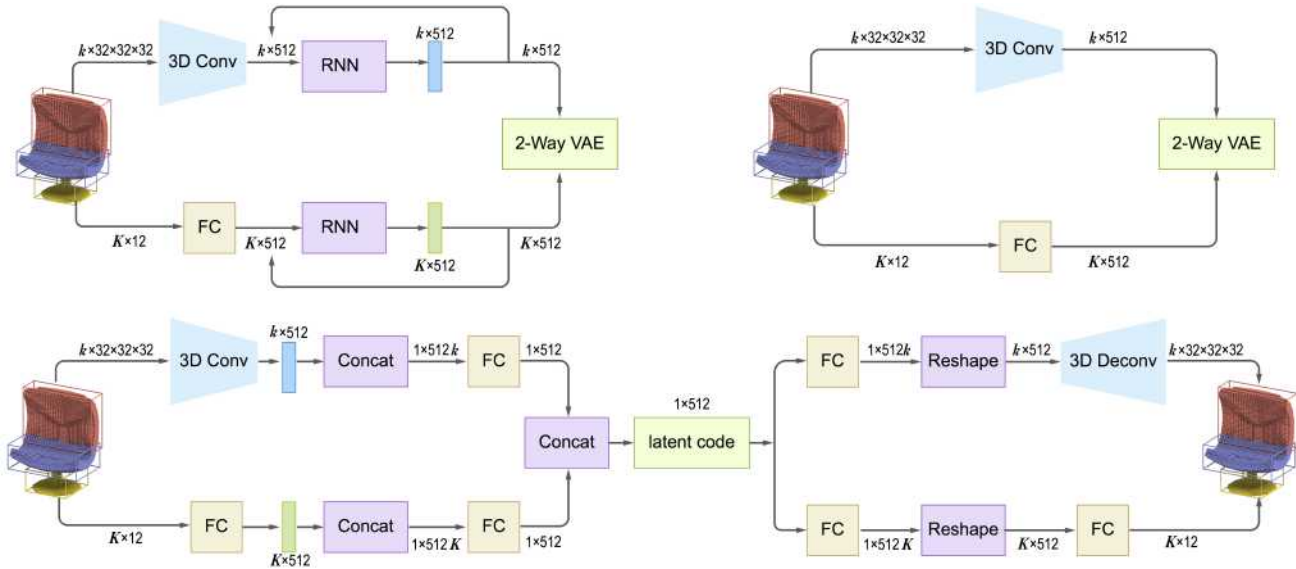 k×32×32×32
3D Conv
k×512
RNN
k×512
k×512
2-Way VAE
K×12
FC
K×512
RNN
K×512
K×512
k×32×32×32
3D Conv
k×512
2-Way VAE
K×12
FC
K×512
k×32×32×32
3D Conv
k×512
Concat
1×512k
FC
1×512
K×12
FC
K×512
Concat
1×512K
FC
1×512
Concat
1×512
latent code
FC
1×512k
Reshape
k×512
3D Deconv
k×32×32×32
FC
1×512K
Reshape
K×512
FC
K×12